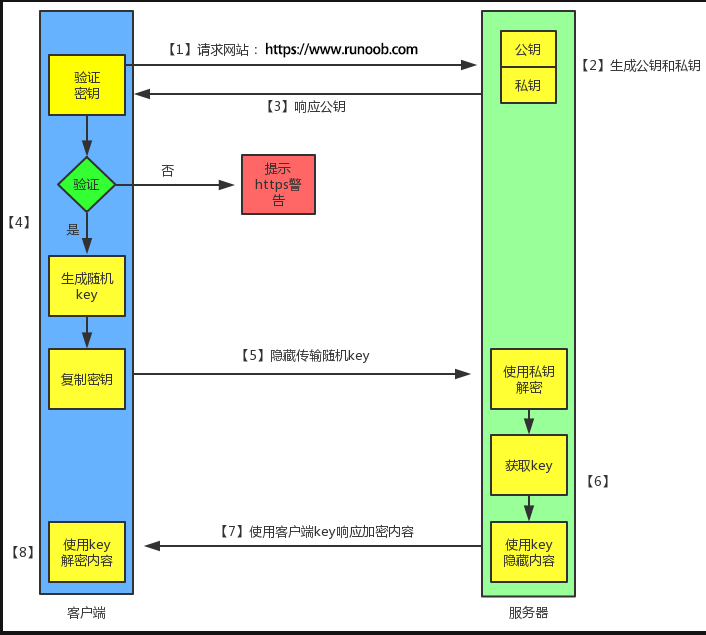 【1】请求网站： https://www.runoob.com
公钥
【2】生成公钥和私钥
私钥
验证
密钥
【3】响应公钥
验证
否
提示
https警
告
【4】
是
生成随机
key
【5】隐藏传输随机key
复制密钥
使用私钥
解密
获取key
【6】
【7】使用客户端key响应加密内容
【8】
使用key
解密内容
使用key
隐藏内容
客户端
服务器